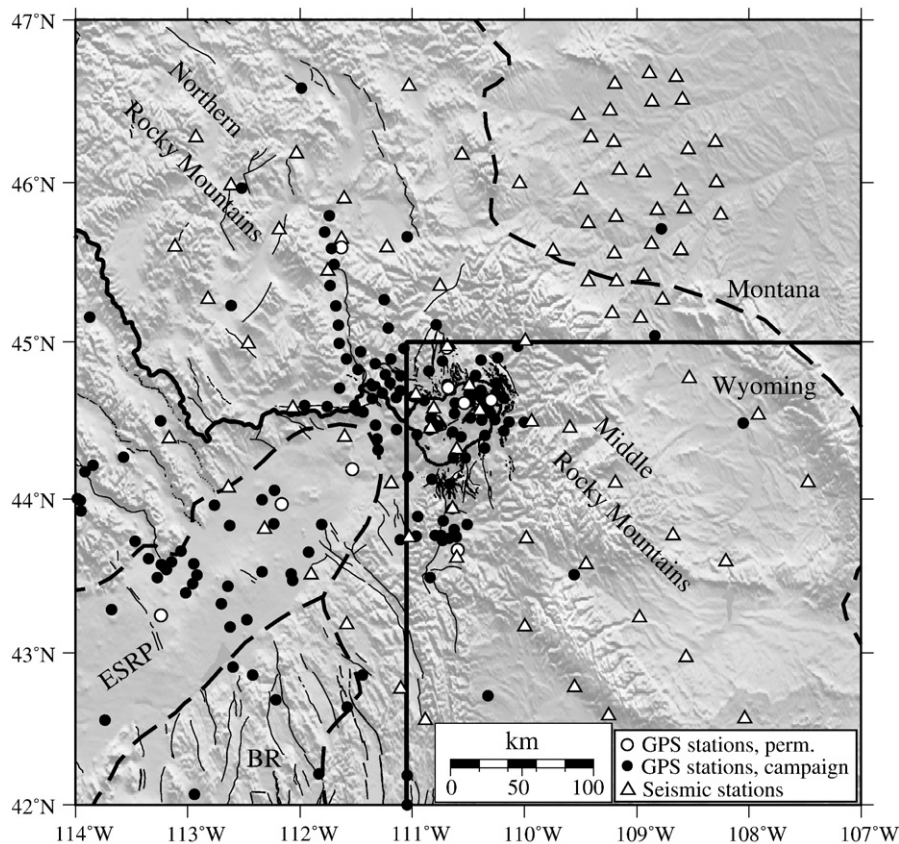 47°N
46°N
45°N
44°N
43°N
42°N
Northern
Rocky Mountains
Montana
Wyoming
Middle
Rocky Mountains
ESRP
BR
km
0 50 100
GPS stations, perm.
GPS stations, campaign
Seismic stations
114°W 113°W 112°W 111°W 110°W 109°W 108°W 107°W